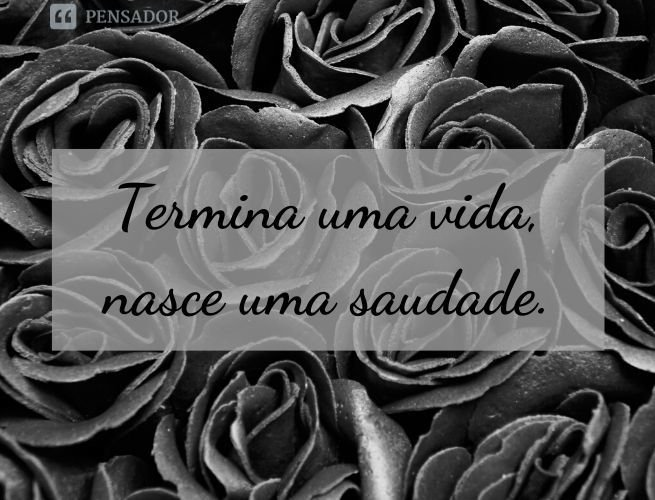 PENSADOR
Termina uma vida,
nasce uma saudade.